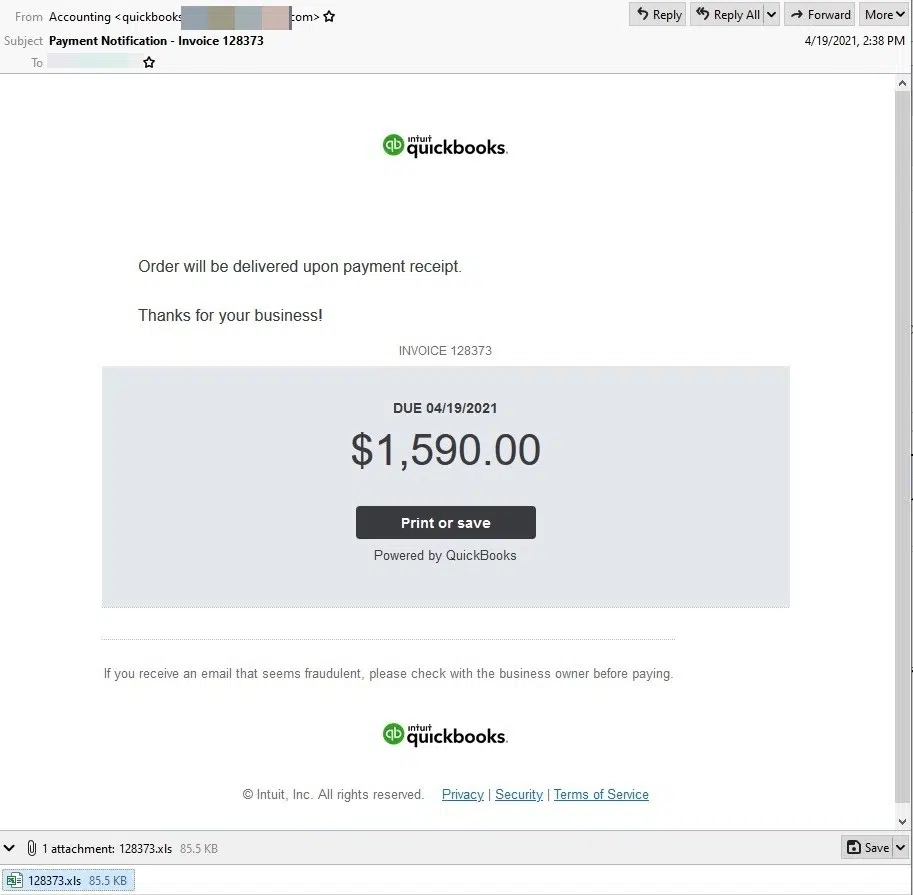 From Accounting <quickbooks com> Reply Reply All Forward More
Subject Payment Notification - Invoice 128373 4/19/2021, 2:38 PM
To
intuit
qb quickbooks.
Order will be delivered upon payment receipt.
Thanks for your business!
INVOICE 128373
DUE 04/19/2021
$1,590.00
Print or save
Powered by QuickBooks
If you receive an email that seems fraudulent, please check with the business owner before paying.
intuit
qb quickbooks.
© Intuit, Inc. All rights reserved. Privacy | Security | Terms of Service
1 attachment: 128373.xls 85.5 KB Save
128373.xls 85.5 KB